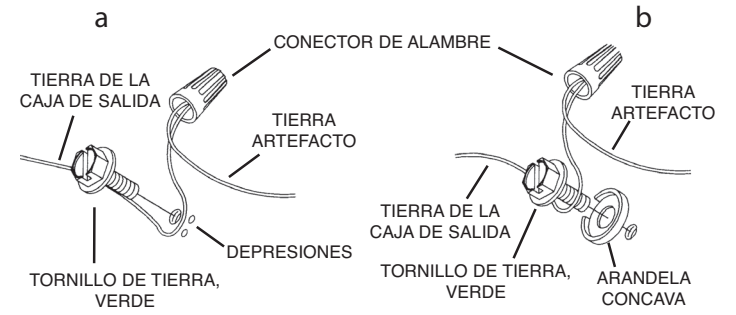 a
b
CONECTOR DE ALAMBRE
TIERRA DE LA
CAJA DE SALIDA
TIERRA
ARTEFACTO
DEPRESIONES
TORNILLO DE TIERRA,
VERDE
TIERRA
ARTEFACTO
TIERRA DE LA
CAJA DE SALIDA
TORNILLO DE TIERRA,
VERDE
ARANDELA
CONCAVA